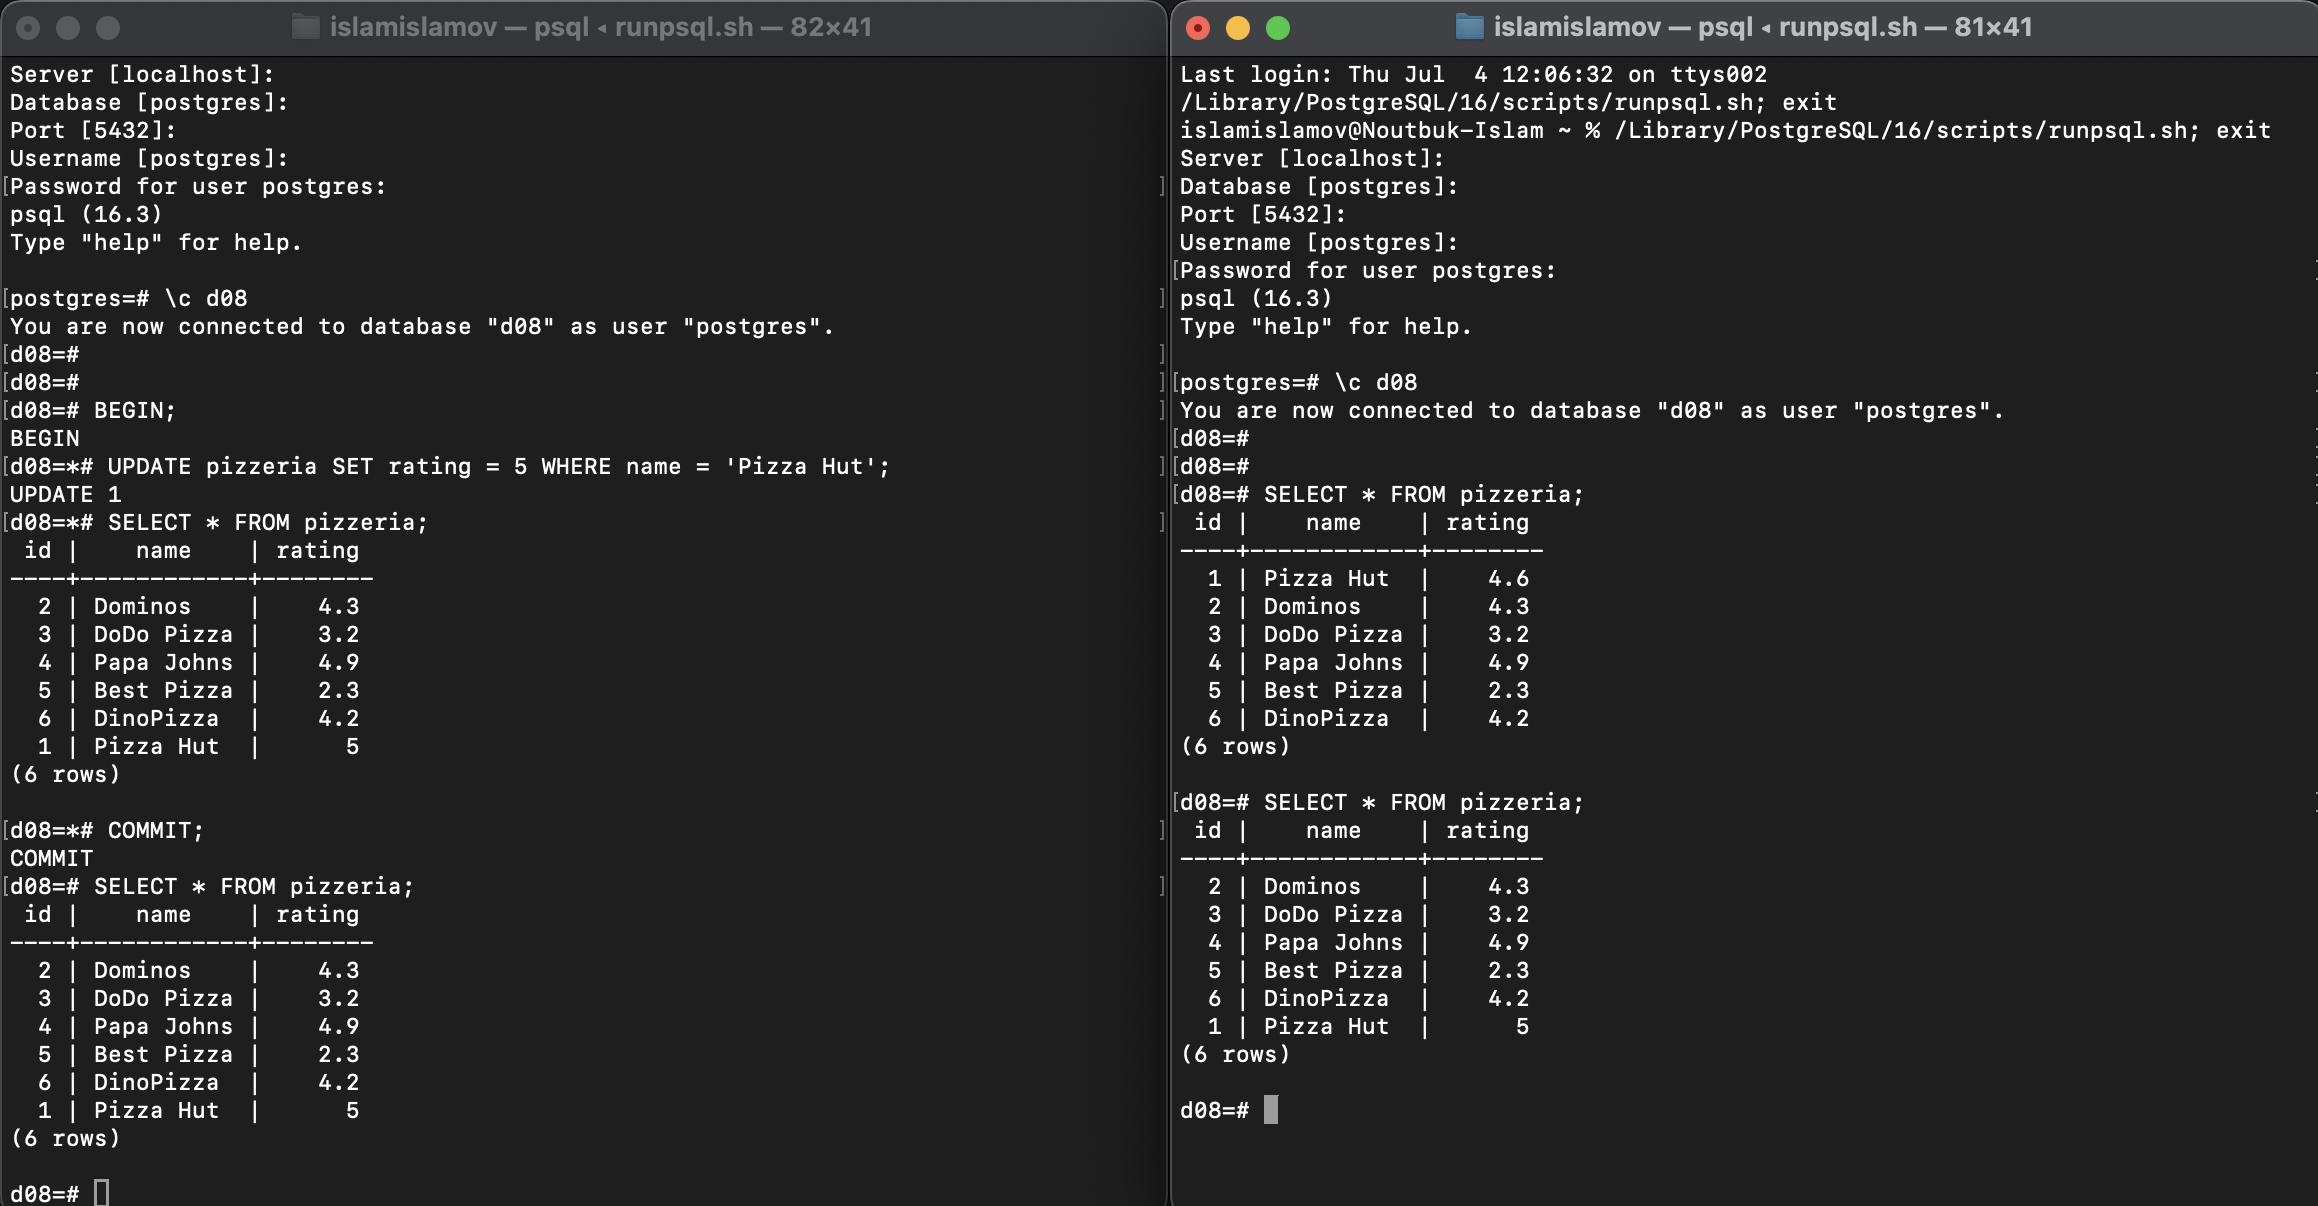 islamislamov — psql ◂ runpsql.sh — 82×41
Server [localhost]:
Database [postgres]:
Port [5432]:
Username [postgres]:
[Password for user postgres: ]
psql (16.3)
Type "help" for help.
[postgres=# \c d08 ]
You are now connected to database "d08" as user "postgres".
[d08=# ]
[d08=# ]
[d08=# BEGIN; ]
BEGIN
[d08=*# UPDATE pizzeria SET rating = 5 WHERE name = 'Pizza Hut'; ]
UPDATE 1
[d08=*# SELECT * FROM pizzeria; ]
 id |    name    | rating
----+------------+--------
  2 | Dominos    |    4.3
  3 | DoDo Pizza |    3.2
  4 | Papa Johns |    4.9
  5 | Best Pizza |    2.3
  6 | DinoPizza  |    4.2
  1 | Pizza Hut  |      5
(6 rows)
[d08=*# COMMIT; ]
COMMIT
[d08=# SELECT * FROM pizzeria; ]
 id |    name    | rating
----+------------+--------
  2 | Dominos    |    4.3
  3 | DoDo Pizza |    3.2
  4 | Papa Johns |    4.9
  5 | Best Pizza |    2.3
  6 | DinoPizza  |    4.2
  1 | Pizza Hut  |      5
(6 rows)
d08=#
islamislamov — psql ◂ runpsql.sh — 81×41
Last login: Thu Jul  4 12:06:32 on ttys002
/Library/PostgreSQL/16/scripts/runpsql.sh; exit
islamislamov@Noutbuk-Islam ~ % /Library/PostgreSQL/16/scripts/runpsql.sh; exit
Server [localhost]:
Database [postgres]:
Port [5432]:
Username [postgres]:
[Password for user postgres:
psql (16.3)
Type "help" for help.
[postgres=# \c d08
You are now connected to database "d08" as user "postgres".
[d08=#
[d08=#
[d08=# SELECT * FROM pizzeria;
 id |    name    | rating
----+------------+--------
  1 | Pizza Hut  |    4.6
  2 | Dominos    |    4.3
  3 | DoDo Pizza |    3.2
  4 | Papa Johns |    4.9
  5 | Best Pizza |    2.3
  6 | DinoPizza  |    4.2
(6 rows)
[d08=# SELECT * FROM pizzeria;
 id |    name    | rating
----+------------+--------
  2 | Dominos    |    4.3
  3 | DoDo Pizza |    3.2
  4 | Papa Johns |    4.9
  5 | Best Pizza |    2.3
  6 | DinoPizza  |    4.2
  1 | Pizza Hut  |      5
(6 rows)
d08=#